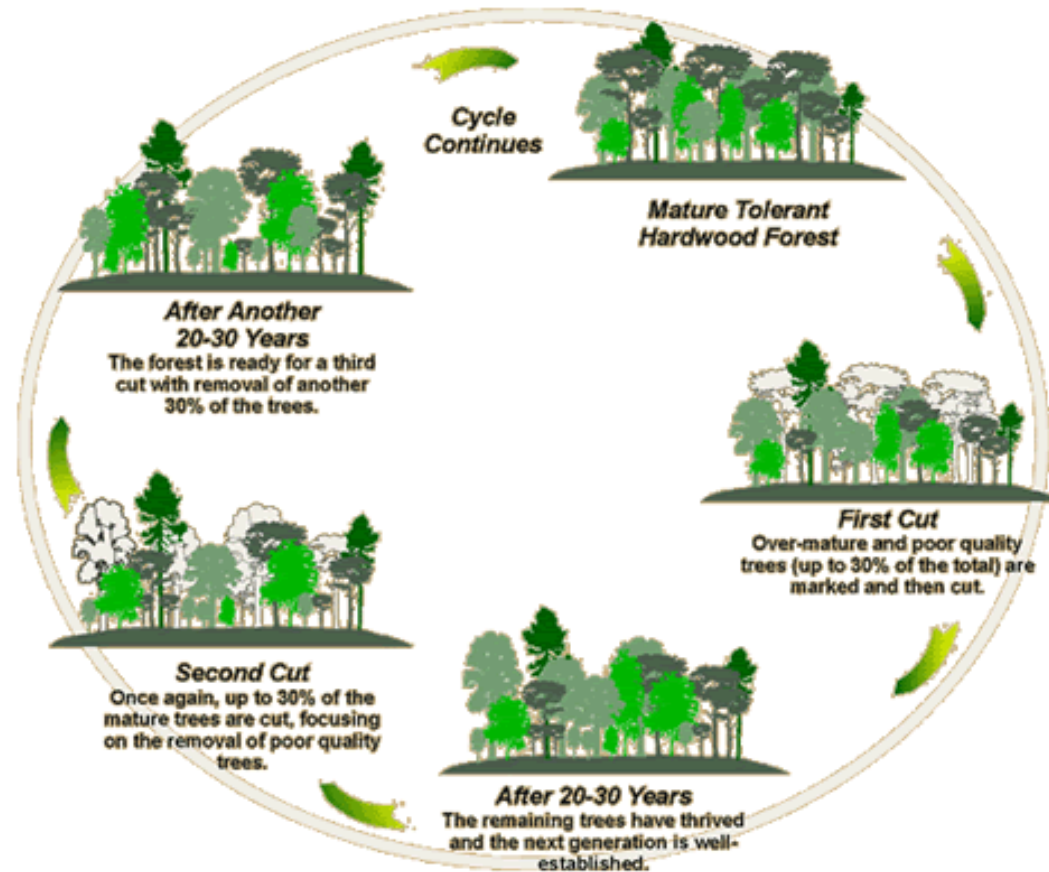 Cycle
Continues
Mature Tolerant
Hardwood Forest
First Cut
Over-mature and poor quality
trees (up to 30% of the total) are
marked and then cut.
After 20-30 Years
The remaining trees have thrived
and the next generation is well-
established.
Second Cut
Once again, up to 30% of the
mature trees are cut, focusing
on the removal of poor quality
trees.
After Another
20-30 Years
The forest is ready for a third
cut with removal of another
30% of the trees.